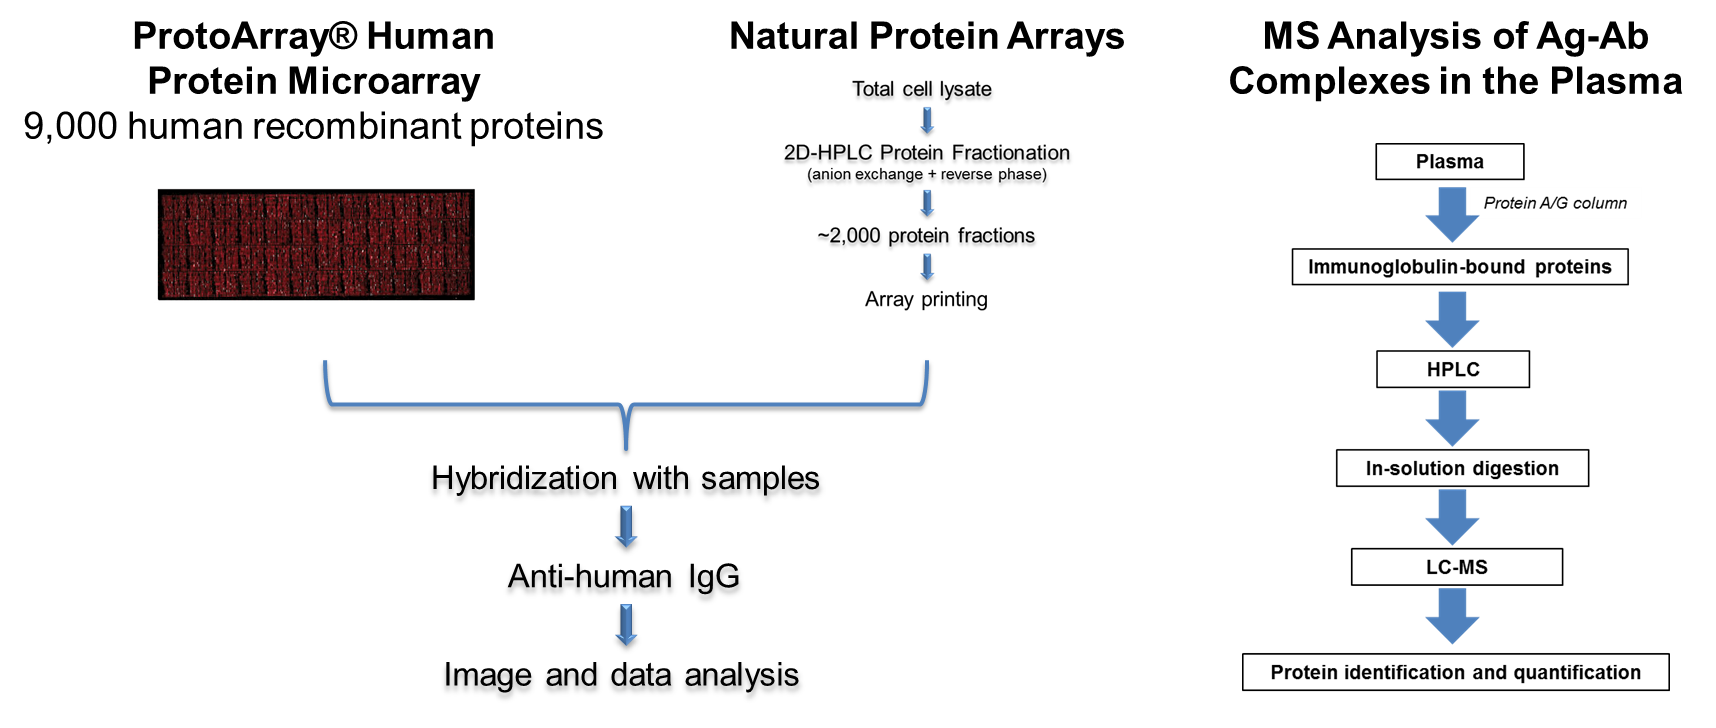 ProtoArray® Human
Protein Microarray
9,000 human recombinant proteins
Natural Protein Arrays
Total cell lysate
2D-HPLC Protein Fractionation
(anion exchange + reverse phase)
~2,000 protein fractions
Array printing
Hybridization with samples
Anti-human IgG
Image and data analysis
MS Analysis of Ag-Ab
Complexes in the Plasma
Plasma
Protein A/G column
Immunoglobulin-bound proteins
HPLC
In-solution digestion
LC-MS
Protein identification and quantification